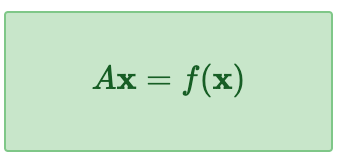 A𝐱 = f(𝐱)